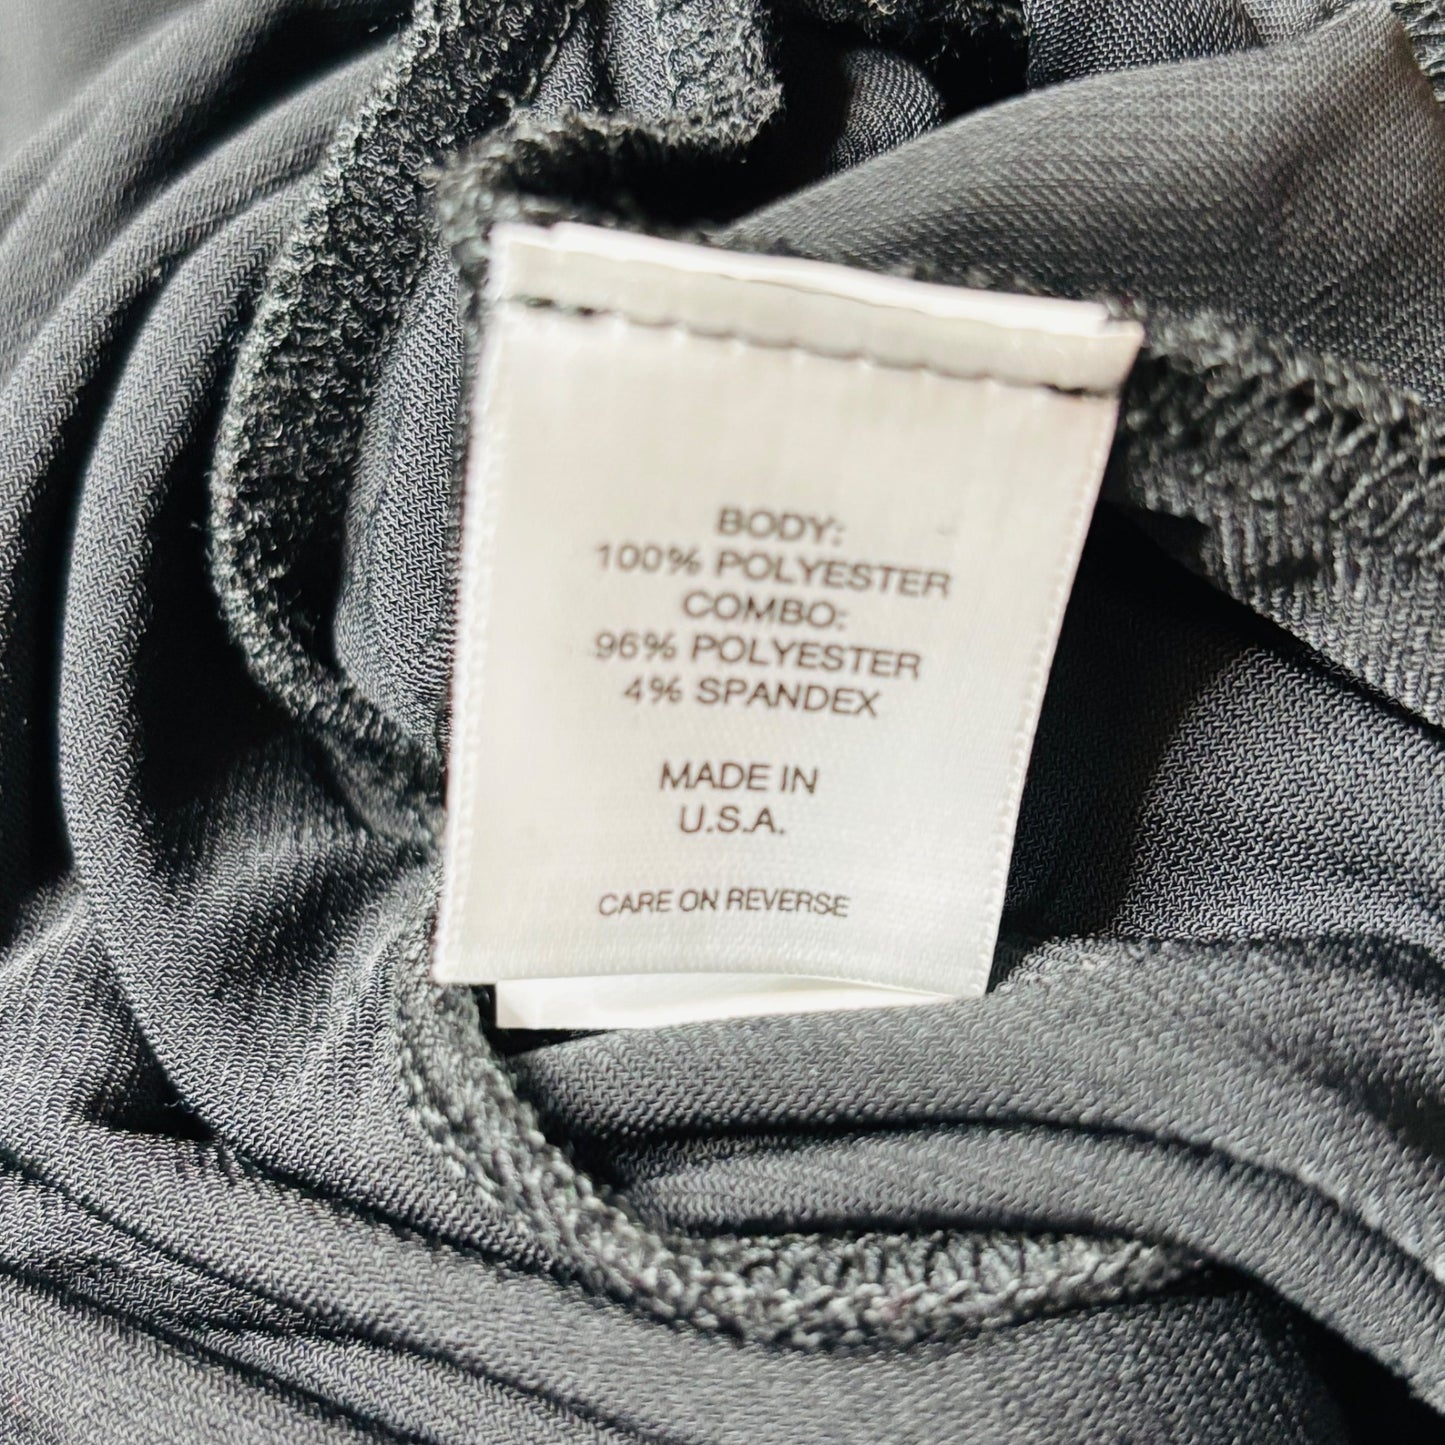 BODY:
100% POLYESTER
COMBO:
96% POLYESTER
4% SPANDEX
MADE IN
U.S.A.
CARE ON REVERSE